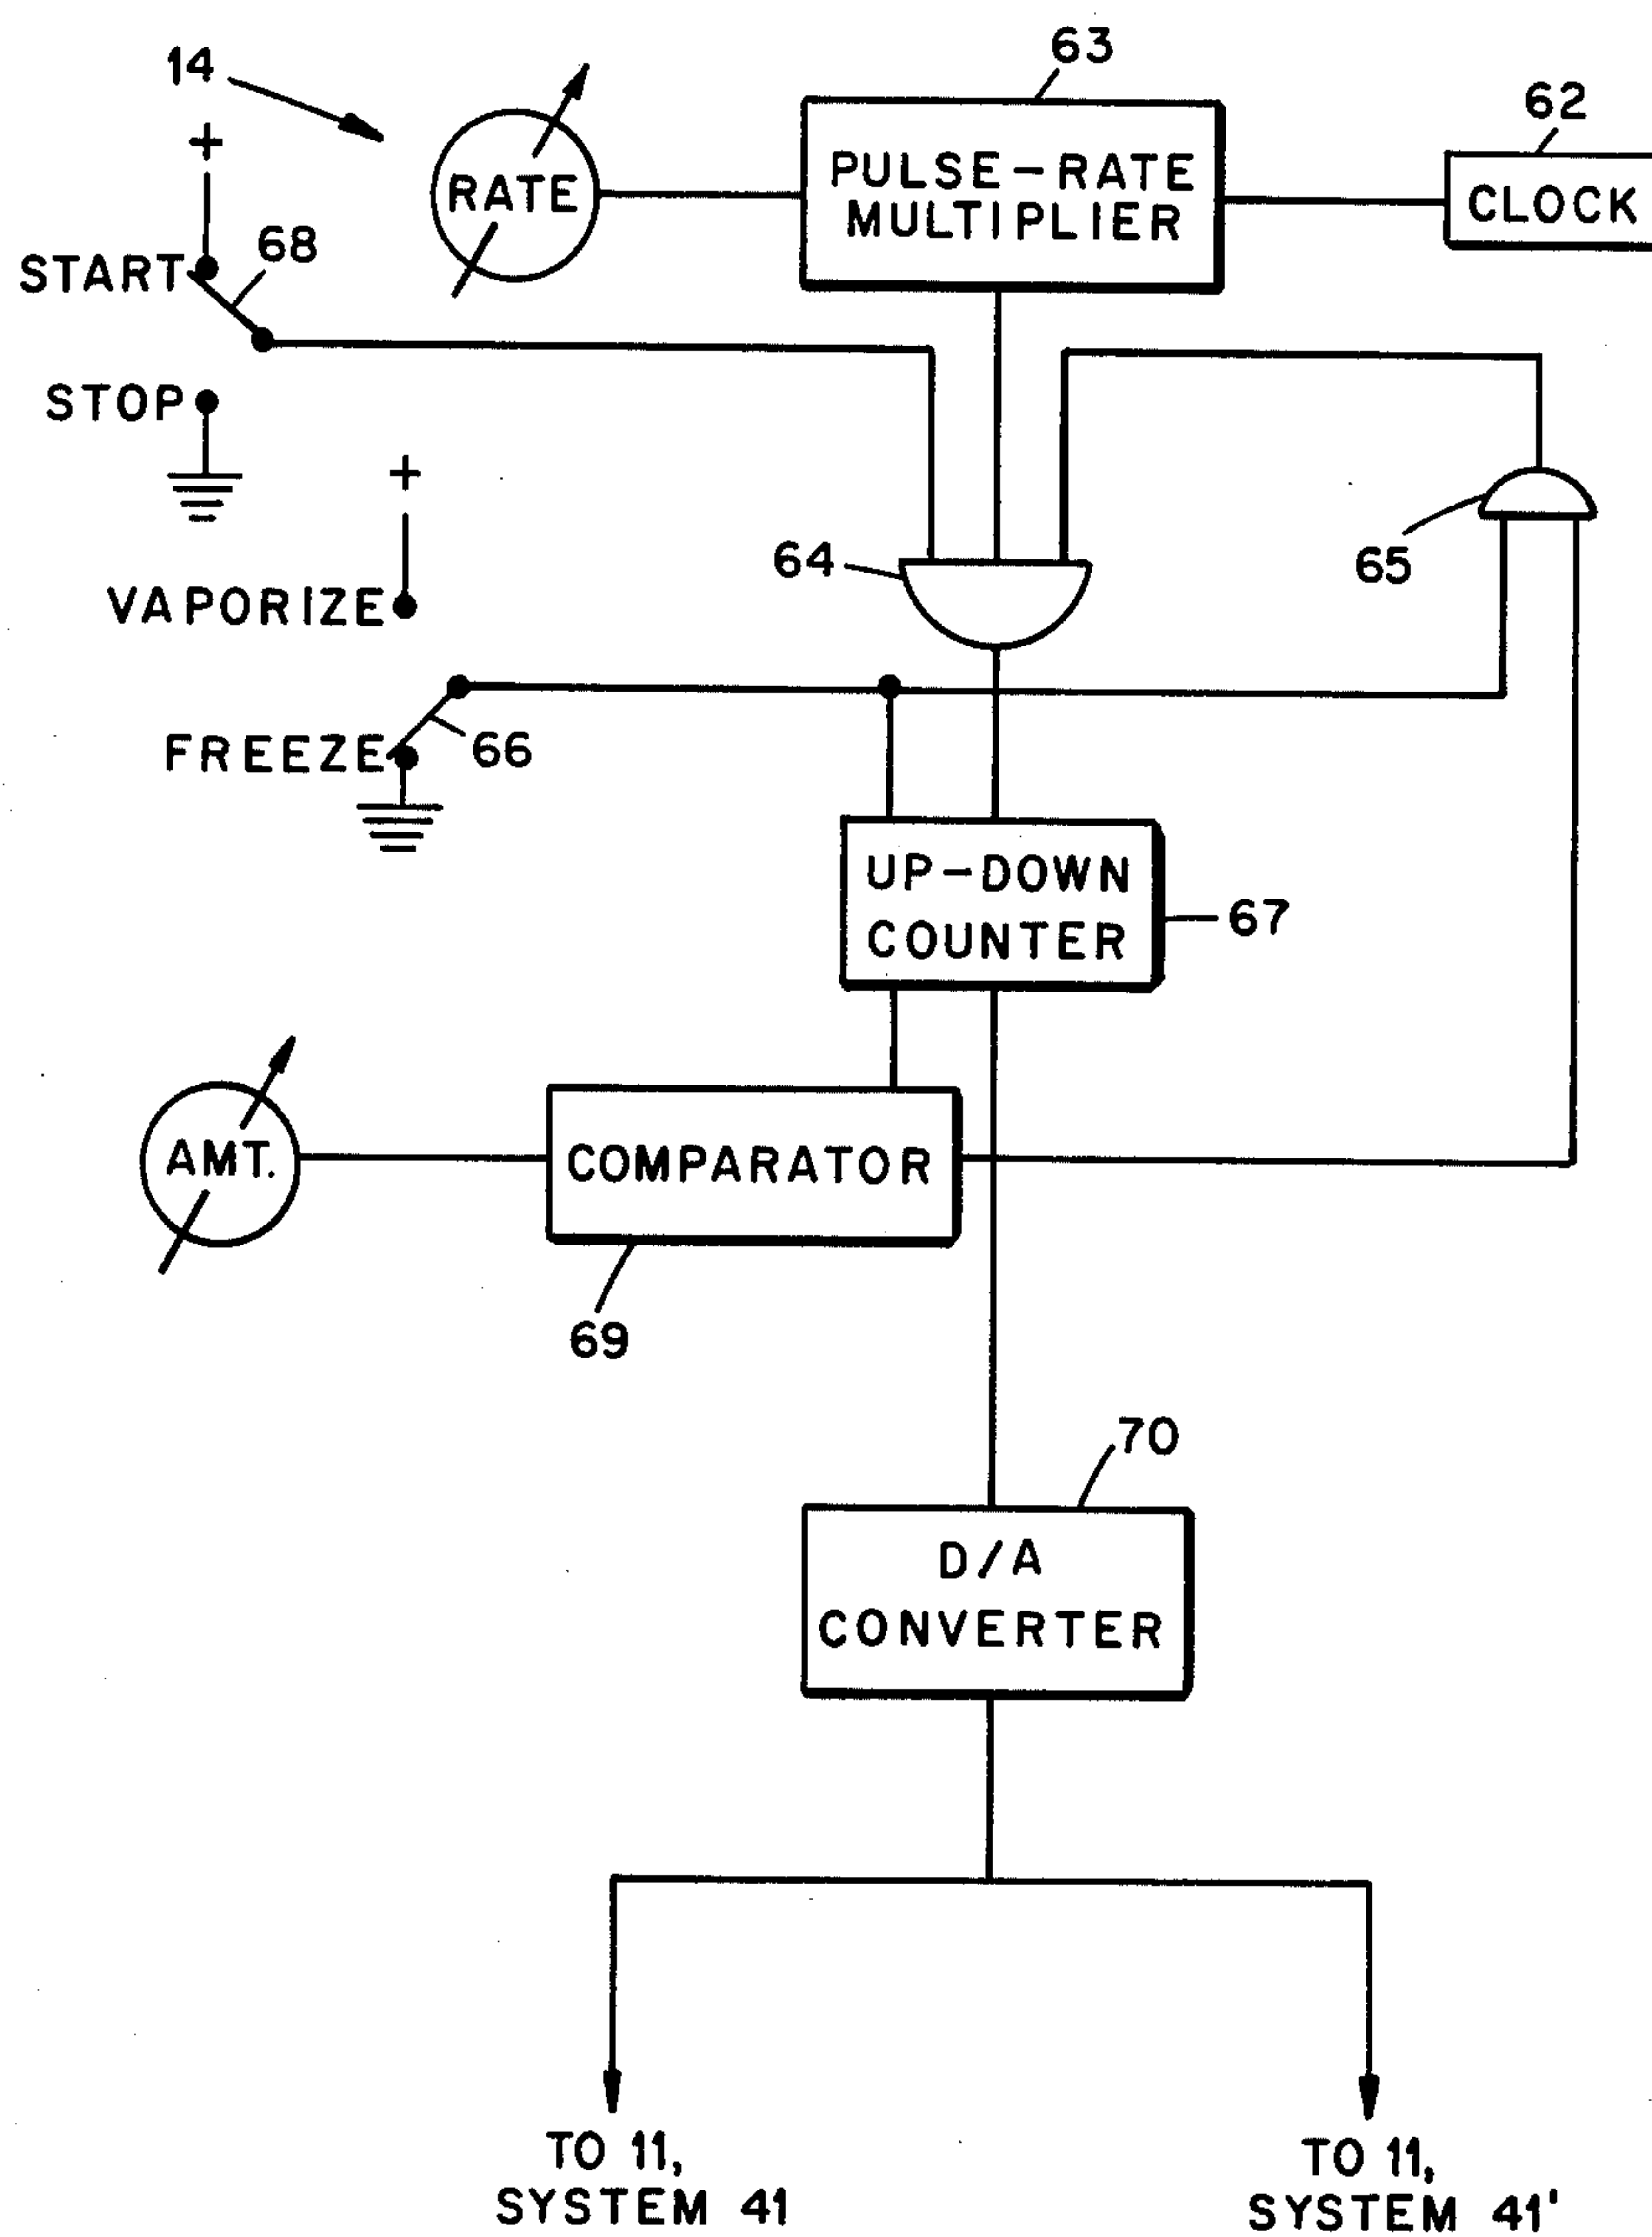 14
63
62
+
RATE
PULSE-RATE
MULTIPLIER
CLOCK
START
68
STOP
+
64
65
VAPORIZE
FREEZE
66
UP-DOWN
COUNTER
67
AMT.
COMPARATOR
69
70
D/A
CONVERTER
TO 11,
SYSTEM 41
TO 11,
SYSTEM 41'